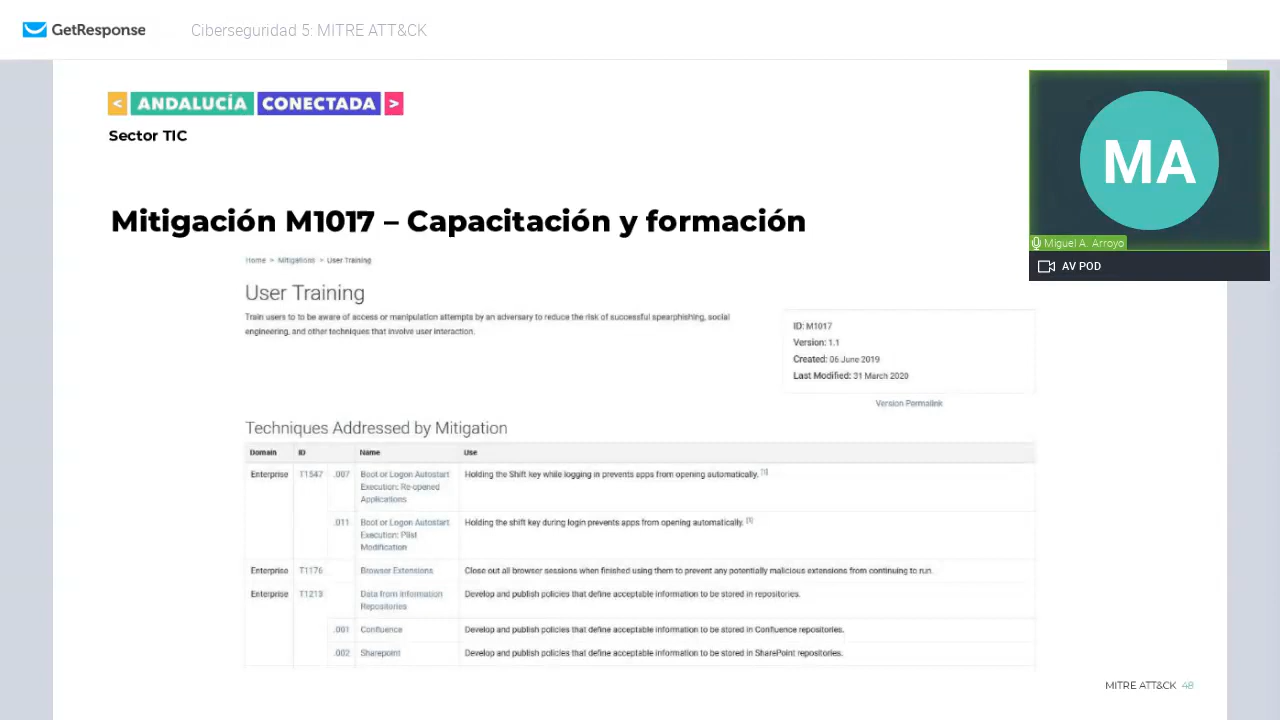 GetResponse
Ciberseguridad 5: MITRE ATT&CK
< ANDALUCÍA CONECTADA >
Sector TIC
MA
Miguel A. Arroyo
AV POD
Mitigación M1017 – Capacitación y formación
Home > Mitigations > User Training
User Training
Train users to to be aware of access or manipulation attempts by an adversary to reduce the risk of successful spearphishing, social
engineering, and other techniques that involve user interaction.
ID: M1017
Version: 1.1
Created: 06 June 2019
Last Modified: 31 March 2020
Version Permalink
Techniques Addressed by Mitigation
Domain ID Name Use
Enterprise T1547 .007 Boot or Logon Autostart Holding the Shift key while logging in prevents apps from opening automatically. [1]
Execution: Re-opened
Applications
.011 Boot or Logon Autostart Holding the shift key during login prevents apps from opening automatically.
Execution: Plist
Modification
Enterprise T1176 Browser Extensions Close out all browser sessions when finished using them to prevent any potentially malicious extensions from continuing to run.
Enterprise T1213 Data from Information Develop and publish policies that define acceptable information to be stored in repositories.
Repositories
.001 Confluence Develop and publish policies that define acceptable information to be stored in Confluence repositories.
.002 Sharepoint Develop and publish policies that define acceptable information to be stored in SharePoint repositories.
MITRE ATT&CK 48